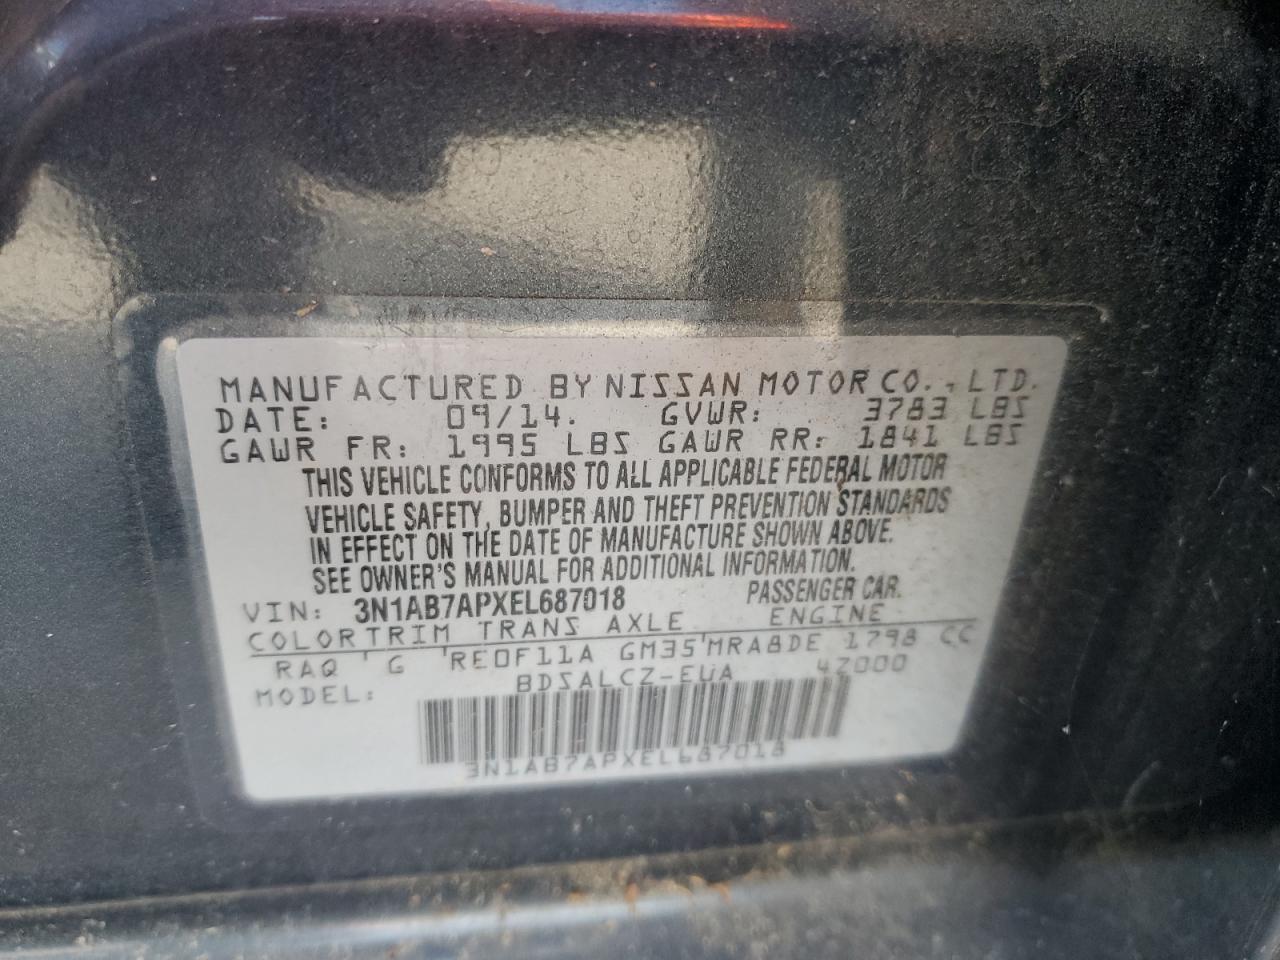 MANUFACTURED BY NISSAN MOTOR CO., LTD.
DATE: 09/14. GVWR: 3783 LBS
GAWR FR: 1995 LBS GAWR RR: 1841 LBS
THIS VEHICLE CONFORMS TO ALL APPLICABLE FEDERAL MOTOR
VEHICLE SAFETY, BUMPER AND THEFT PREVENTION STANDARDS
IN EFFECT ON THE DATE OF MANUFACTURE SHOWN ABOVE.
SEE OWNER'S MANUAL FOR ADDITIONAL INFORMATION.
VIN: 3N1AB7APXEL687018 PASSENGER CAR.
COLOR TRIM TRANS AXLE ENGINE
RAQ G RE0F11A GM35 MRA8DE 1798 CC
MODEL: BDSALCZ-EUA 4Z000
3N1AB7APXEL687018